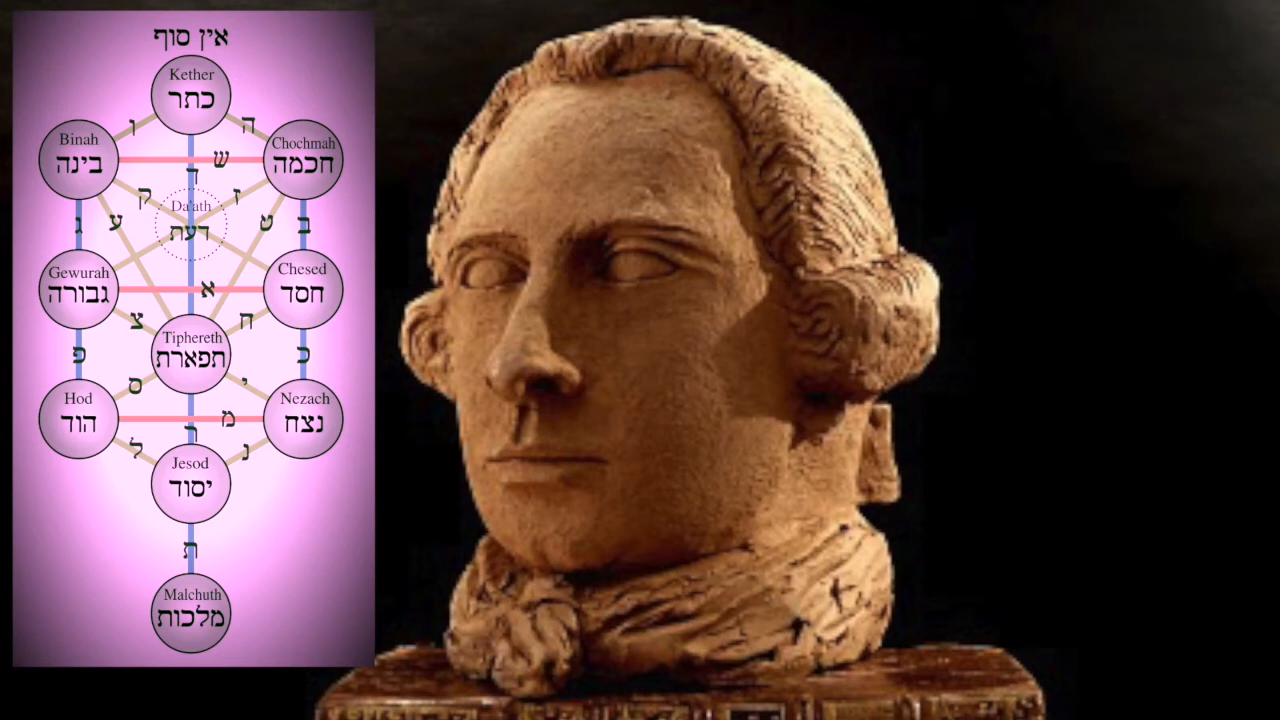 אין סוף
Kether
כתר
ו
ה
Binah
בינה
Chochmah
חכמה
ש
ד
ק
ז
Da'ath
דעת
ג
ע
ט
ב
Gewurah
גבורה
Chesed
חסד
א
צ
ח
Tiphereth
תפארת
פ
כ
ס
י
Hod
הוד
Nezach
נצח
מ
ר
ל
נ
Jesod
יסוד
ת
Malchuth
מלכות